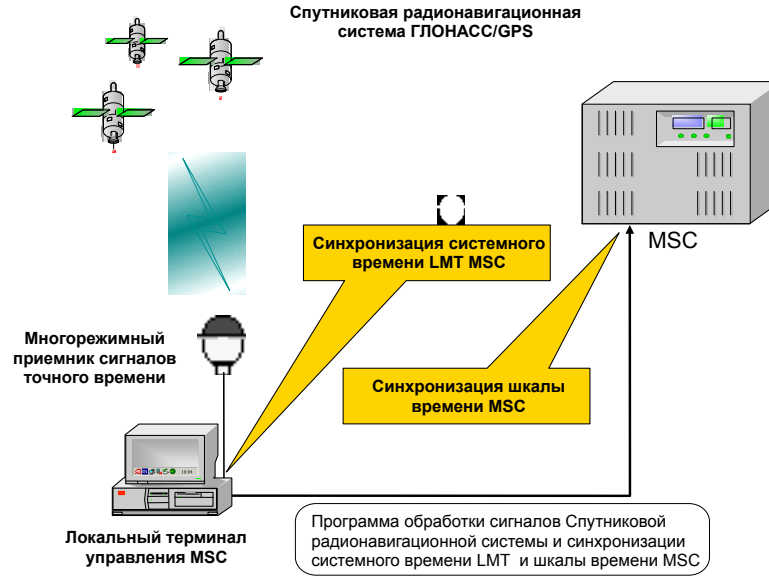 Спутниковая радионавигационная
система ГЛОНАСС/GPS
MSC
Синхронизация системного
времени LMT MSC
Многорежимный
приемник сигналов
точного времени
Синхронизация шкалы
времени MSC
Локальный терминал
управления MSC
Программа обработки сигналов Спутниковой
радионавигационной системы и синхронизации
системного времени LMT и шкалы времени MSC